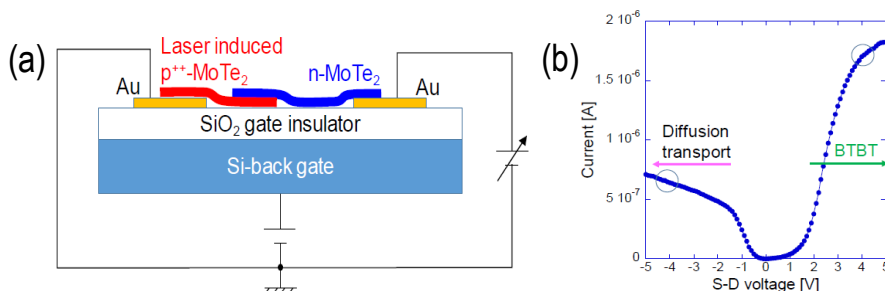 (a)
Laser induced
p++-MoTe2
n-MoTe2
Au
Au
SiO2 gate insulator
Si-back gate
(b)
Current [A]
2 10-6
1.5 10-6
1 10-6
5 10-7
0
Diffusion
transport
BTBT
-5 -4 -3 -2 -1 0 1 2 3 4 5
S-D voltage [V]